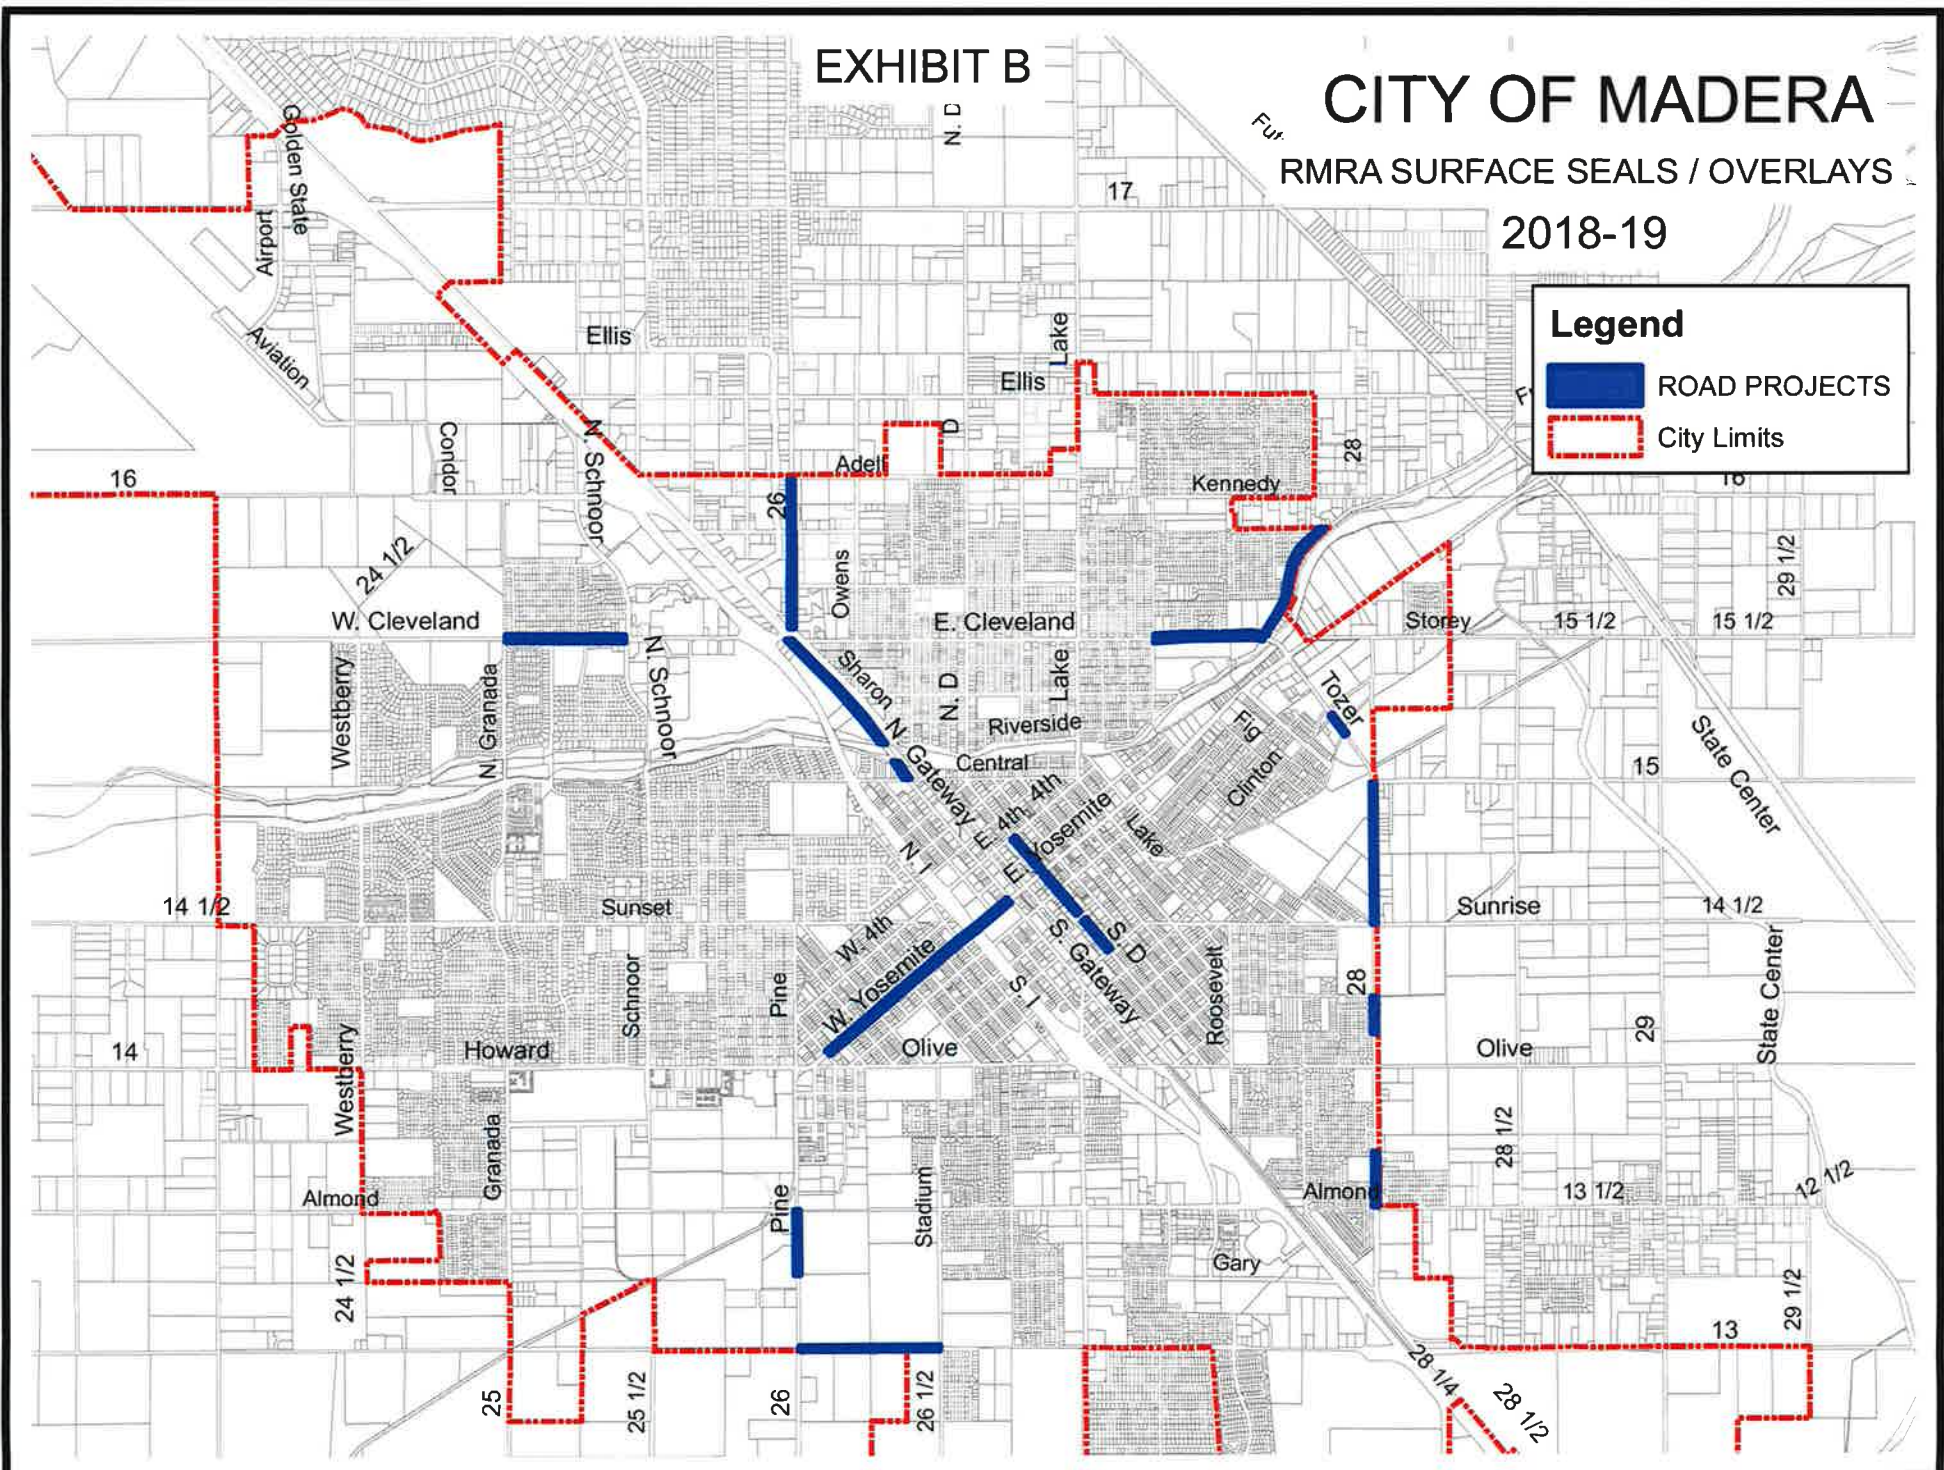 EXHIBIT B
CITY OF MADERA
RMRA SURFACE SEALS / OVERLAYS
2018-19
Legend
ROAD PROJECTS
City Limits
Golden State
Airport
N. D
17
Aviation
Ellis
Lake
Ellis
Condor
N. Schnoor
D
Adell
28
16
Kennedy
16
26
24 1/2
Owens
29 1/2
W. Cleveland
E. Cleveland
Storey
15 1/2
15 1/2
Westberry
N. Granada
N. Schnoor
Sharon
N. D
Lake
Tozer
Riverside
Fig
State Center
N. Gateway
Central
Clinton
15
4th
4th
E
Yosemite
Lake
N. I
E
14 1/2
Sunset
Sunrise
14 1/2
W. 4th
W. Yosemite
S. D
S. Gateway
Schnoor
Pine
S. I
Roosevelt
28
State Center
29
14
Westberry
Howard
Olive
Olive
Granada
28 1/2
Almond
Pine
Stadium
Almond
13 1/2
12 1/2
24 1/2
Gary
29 1/2
13
25
25 1/2
26
26 1/2
28 1/4
28 1/2